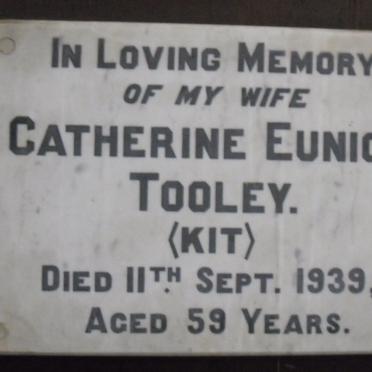 In Loving Memory
of my wife
Catherine Eunic
Tooley.
(Kit)
Died 11th Sept. 1939,
Aged 59 Years.